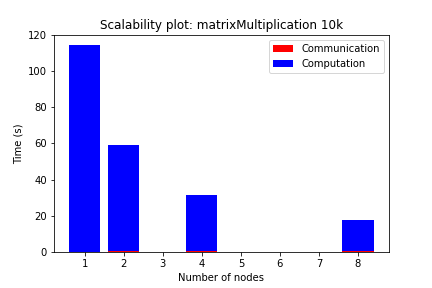 Scalability plot: matrixMultiplication 10k
120
100
80
60
40
20
0
Time (s)
Communication
Computation
1 2 3 4 5 6 7 8
Number of nodes